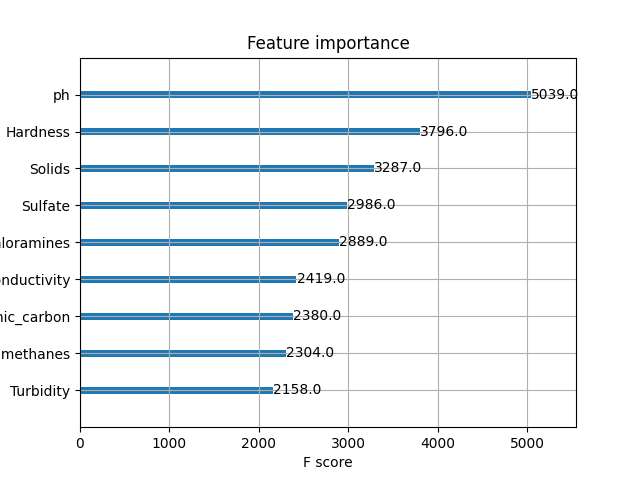 Feature importance
ph 5039.0
Hardness 3796.0
Solids 3287.0
Sulfate 2986.0
loramines 2889.0
nductivity 2419.0
nic_carbon 2380.0
methanes 2304.0
Turbidity 2158.0
0 1000 2000 3000 4000 5000
F score